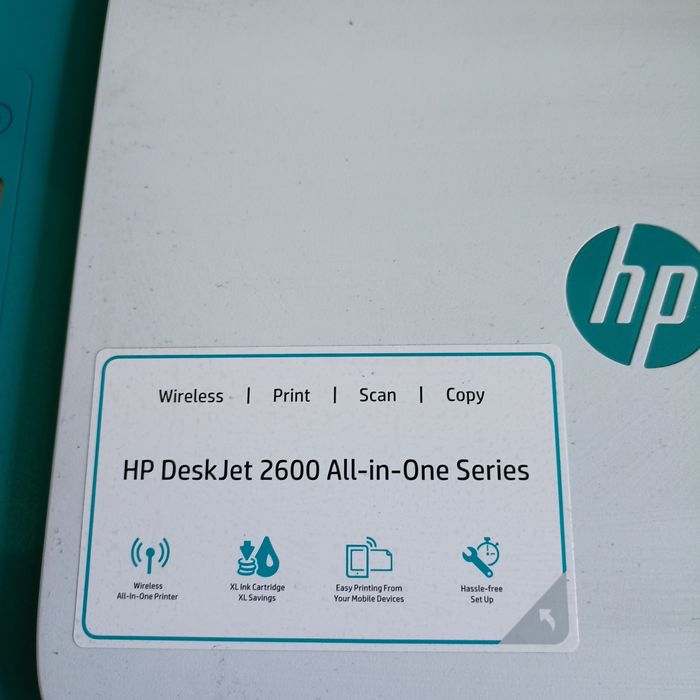 hp
Wireless | Print | Scan | Copy
HP DeskJet 2600 All-in-One Series
Wireless
All-In-One Printer
XL Ink Cartridge
XL Savings
Easy Printing From
Your Mobile Devices
Hassle-free
Set Up